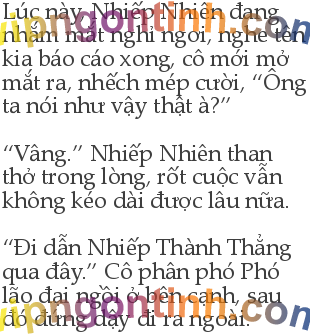 Lúc này, Nhiếp Nhiên đang
nhắm mắt nghỉ ngơi, nghe tên
kia báo cáo xong, cô mới mở
mắt ra, nhếch mép cười, “Ông
ta nói như vậy thật à?”
“Vâng.” Nhiếp Nhiên than
thở trong lòng, rốt cuộc vẫn
không kéo dài được lâu nữa.
“Đi dẫn Nhiếp Thành Thắng
qua đây.” Cô phân phó Phó
lão đại ngồi ở bên cạnh, sau
đó đứng dậy đi ra ngoài.